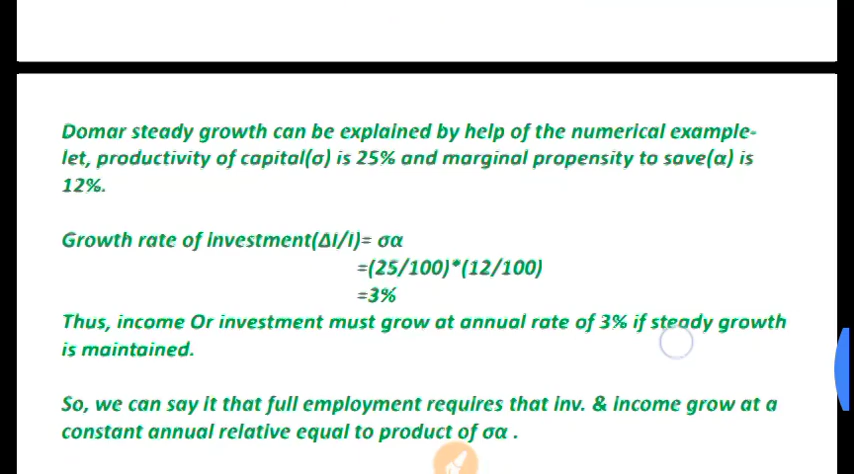 Domar steady growth can be explained by help of the numerical example-
let, productivity of capital(σ) is 25% and marginal propensity to save(α) is
12%.
Growth rate of investment(ΔI/I)= σα
=(25/100)*(12/100)
=3%
Thus, income Or investment must grow at annual rate of 3% if steady growth
is maintained.
So, we can say it that full employment requires that inv. & income grow at a
constant annual relative equal to product of σα .